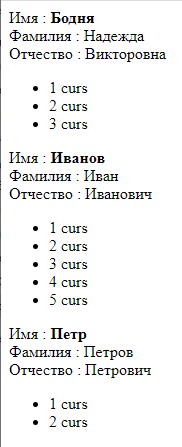 Имя : Бодня
Фамилия : Надежда
Отчество : Викторовна
• 1 curs
• 2 curs
• 3 curs
Имя : Иванов
Фамилия : Иван
Отчество : Иванович
• 1 curs
• 2 curs
• 3 curs
• 4 curs
• 5 curs
Имя : Петр
Фамилия : Петров
Отчество : Петрович
• 1 curs
• 2 curs